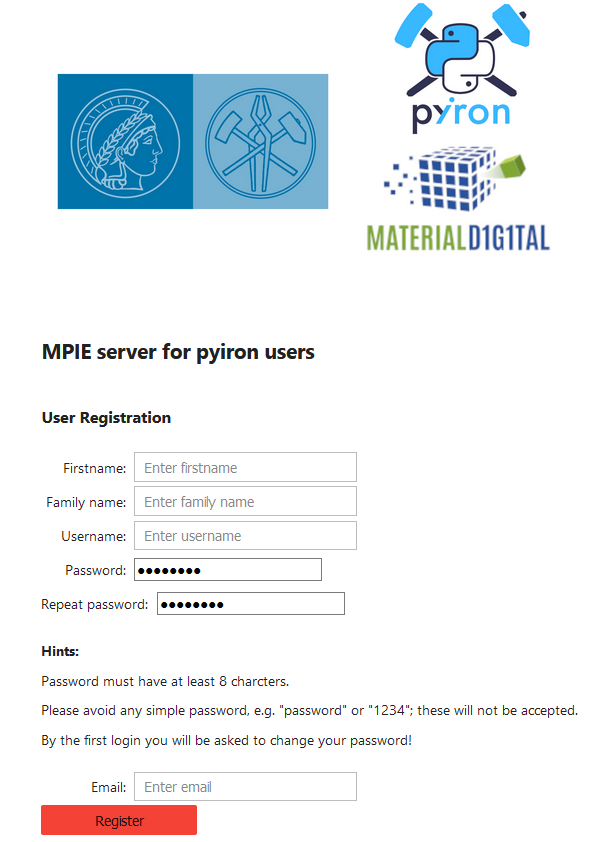 pyiron
MATERIALD1G1TAL
MPIE server for pyiron users
User Registration
Firstname: Enter firstname
Family name: Enter family name
Username: Enter username
Password: ●●●●●●●●
Repeat password: ●●●●●●●●
Hints:
Password must have at least 8 charcters.
Please avoid any simple password, e.g. "password" or "1234"; these will not be accepted.
By the first login you will be asked to change your password!
Email: Enter email
Register